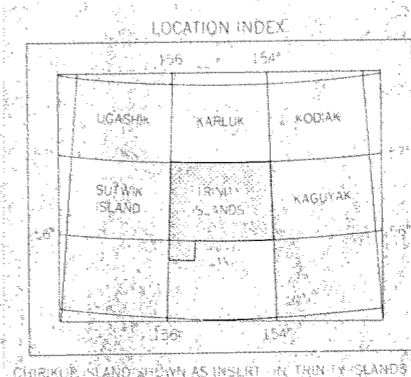 LOCATION INDEX
156 154°
UGASHIK KARLUK KODIAK
57°
SUTWIK ISLAND TRINITY ISLANDS KAGUYAK
56°
156° 154°
CHIRIKOF ISLAND SHOWN AS INSERT IN TRINITY ISLANDS